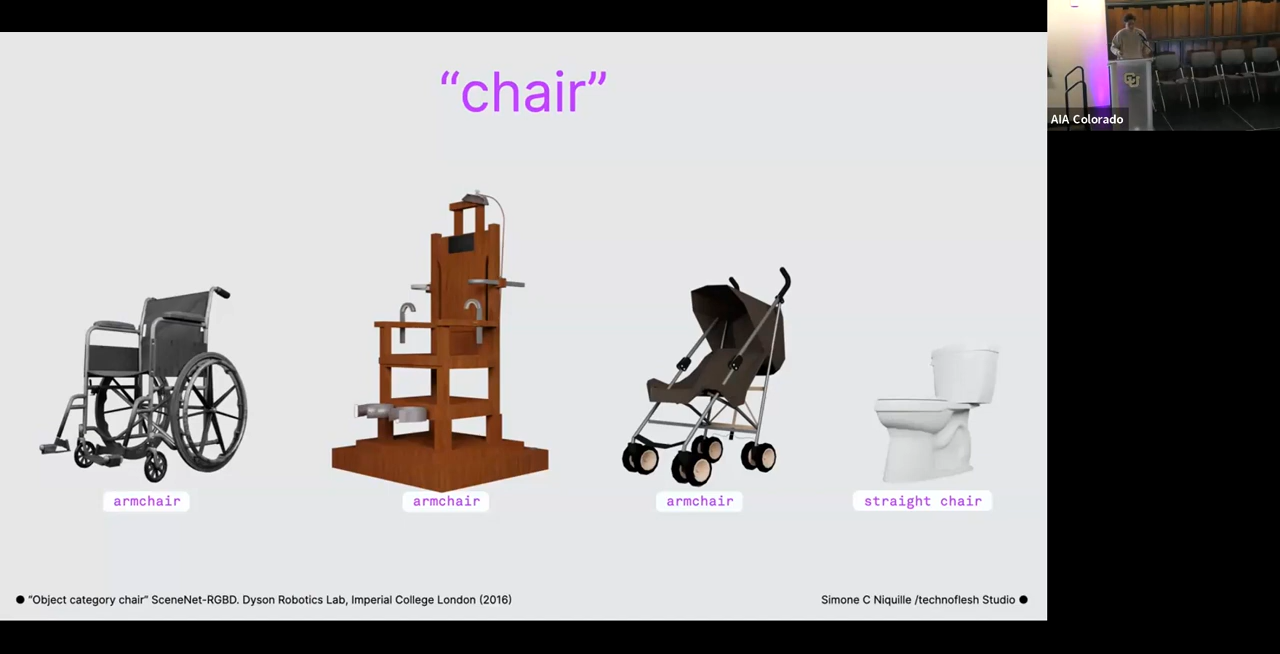 “chair”
armchair
armchair
armchair
straight chair
● “Object category chair” SceneNet-RGBD. Dyson Robotics Lab, Imperial College London (2016)
Simone C Niquille /technoflesh Studio ●
CU
AIA Colorado